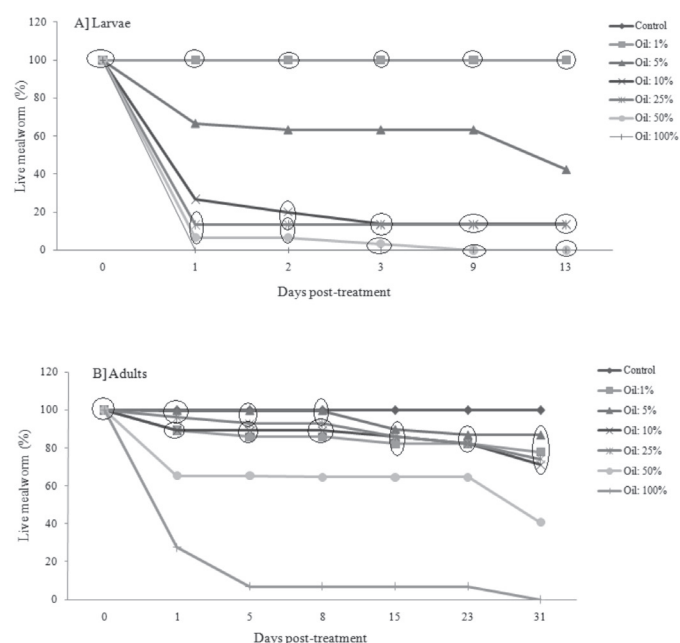 A] Larvae
120
100
80
60
40
20
0
Live mealworm (%)
0 1 2 3 9 13
Days post-treatment
Control
Oil: 1%
Oil: 5%
Oil: 10%
Oil: 25%
Oil: 50%
Oil: 100%
B] Adults
120
100
80
60
40
20
0
Live mealworm (%)
0 1 5 8 15 23 31
Days post-treatment
Control
Oil:1%
Oil: 5%
Oil: 10%
Oil: 25%
Oil: 50%
Oil: 100%